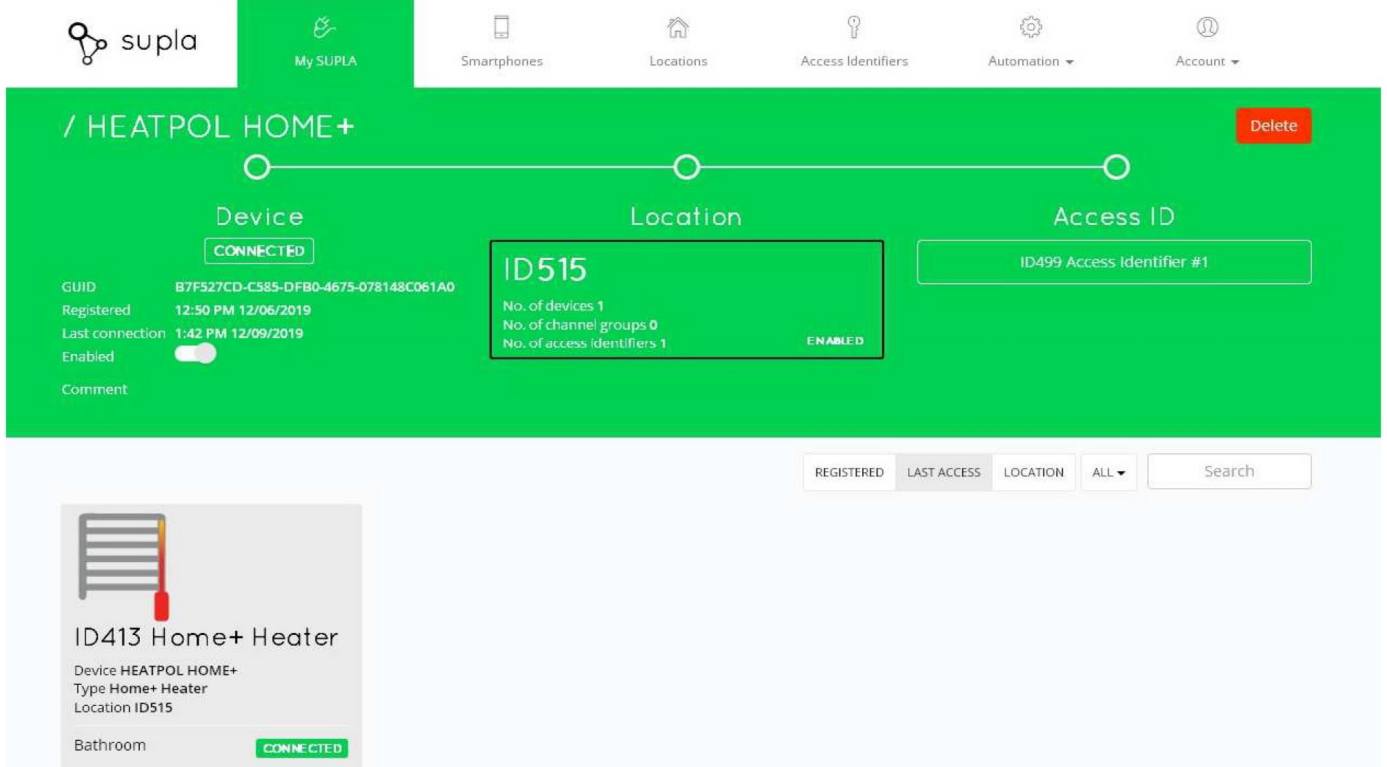 supla
My SUPLA
Smartphones
Locations
Access Identifiers
Automation
Account
/ HEATPOL HOME+
Delete
Device
CONNECTED
GUID B7F527CD-C585-DFB0-4675-078148C061A0
Registered 12:50 PM 12/06/2019
Last connection 1:42 PM 12/09/2019
Enabled
Comment
Location
ID515
No. of devices 1
No. of channel groups 0
No. of access identifiers 1
ENABLED
Access ID
ID499 Access Identifier #1
REGISTERED
LAST ACCESS
LOCATION
ALL
Search
ID413 Home+ Heater
Device HEATPOL HOME+
Type Home+ Heater
Location ID515
Bathroom
CONNECTED